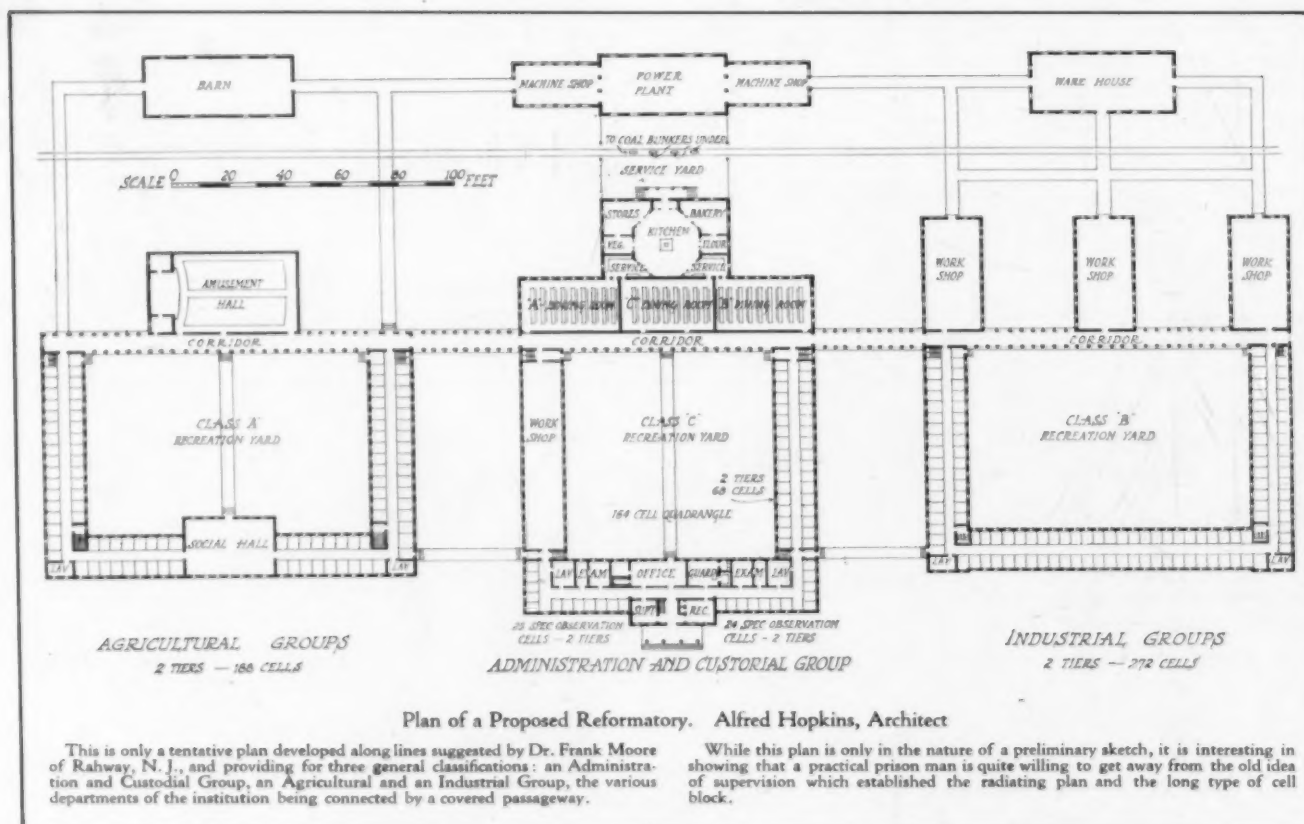 BARN
MACHINE SHOP
POWER
PLANT
MACHINE SHOP
WARE HOUSE
TO COAL BUNKERS UNDER
SERVICE YARD
SCALE 0 20 40 60 80 100 FEET
STORES
BAKERY
KITCHEN
VEG.
FLOUR
SERVICE
SERVICE
AMUSEMENT
HALL
"A" DINING ROOM
"C" DINING ROOM
"B" DINING ROOM
WORK
SHOP
WORK
SHOP
WORK
SHOP
CORRIDOR
CORRIDOR
CORRIDOR
CLASS "A"
RECREATION YARD
WORK
SHOP
CLASS "C"
RECREATION YARD
2 TIERS
68 CELLS
164 CELL QUADRANGLE
CLASS "B"
RECREATION YARD
SOCIAL HALL
LAV
LAV
LAV
EXAM
OFFICE
GUARD
EXAM
LAV
SUPT
REC.
LAV
LAV
25 SPEC OBSERVATION
CELLS - 2 TIERS
24 SPEC OBSERVATION
CELLS - 2 TIERS
AGRICULTURAL GROUPS
2 TIERS — 188 CELLS
ADMINISTRATION AND CUSTORIAL GROUP
INDUSTRIAL GROUPS
2 TIERS — 272 CELLS
Plan of a Proposed Reformatory. Alfred Hopkins, Architect
This is only a tentative plan developed along lines suggested by Dr. Frank Moore
of Rahway, N. J., and providing for three general classifications: an Administra-
tion and Custodial Group, an Agricultural and an Industrial Group, the various
departments of the institution being connected by a covered passageway.
While this plan is only in the nature of a preliminary sketch, it is interesting in
showing that a practical prison man is quite willing to get away from the old idea
of supervision which established the radiating plan and the long type of cell
block.